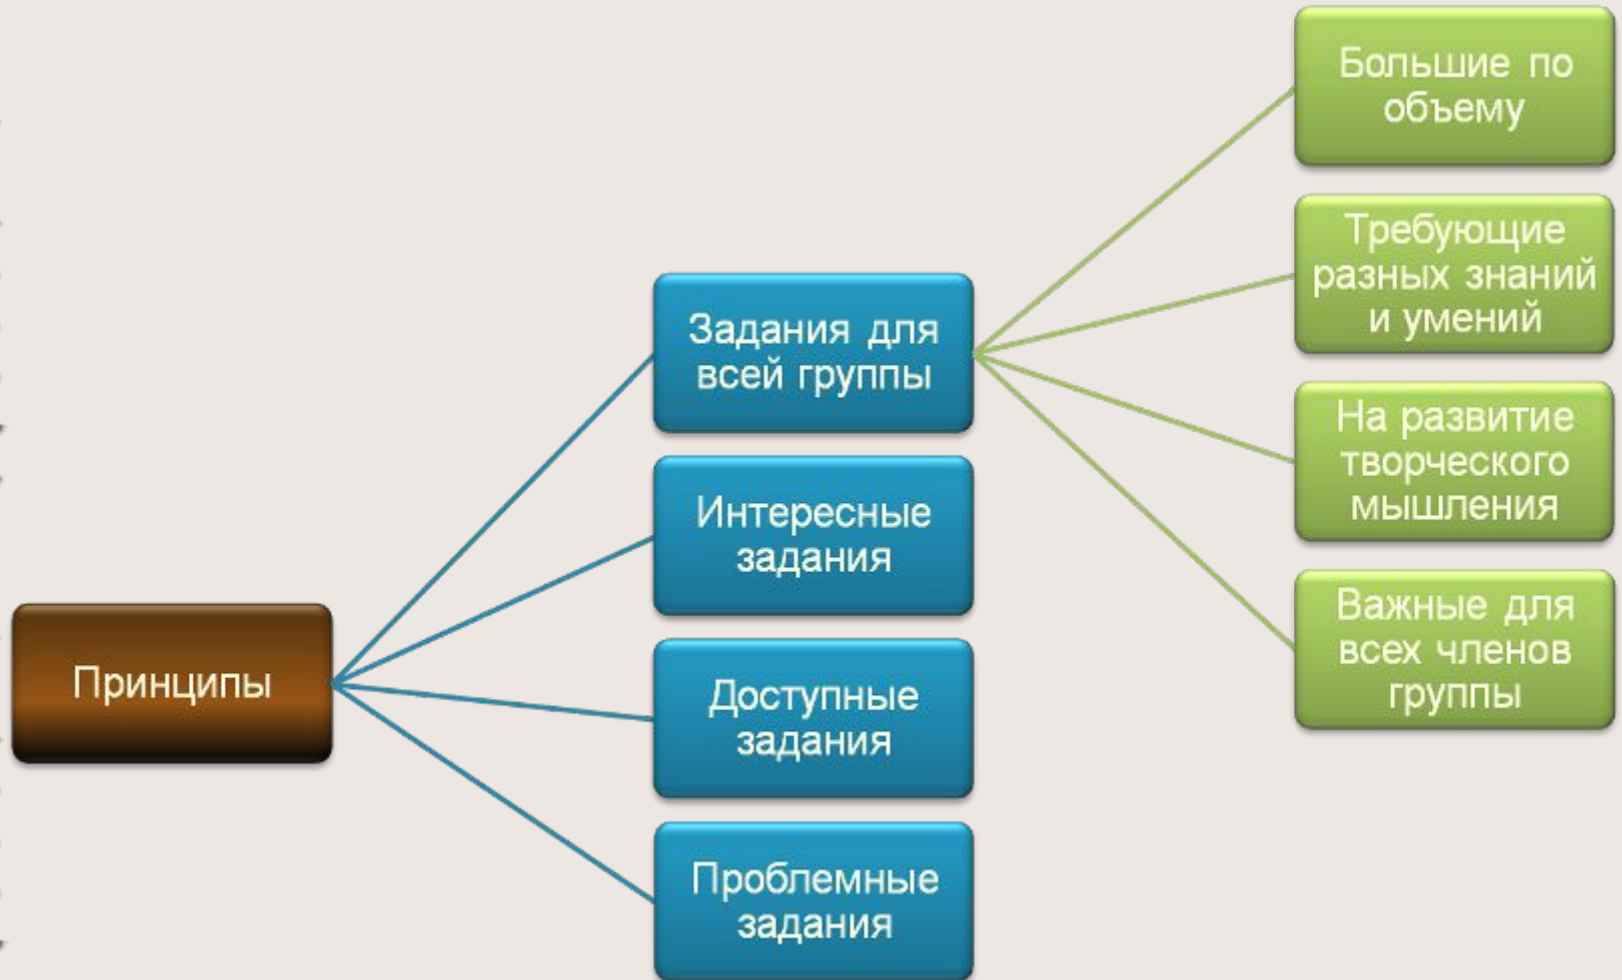 Принципы
Задания для
всей группы
Интересные
задания
Доступные
задания
Проблемные
задания
Большие по
объему
Требующие
разных знаний
и умений
На развитие
творческого
мышления
Важные для
всех членов
группы